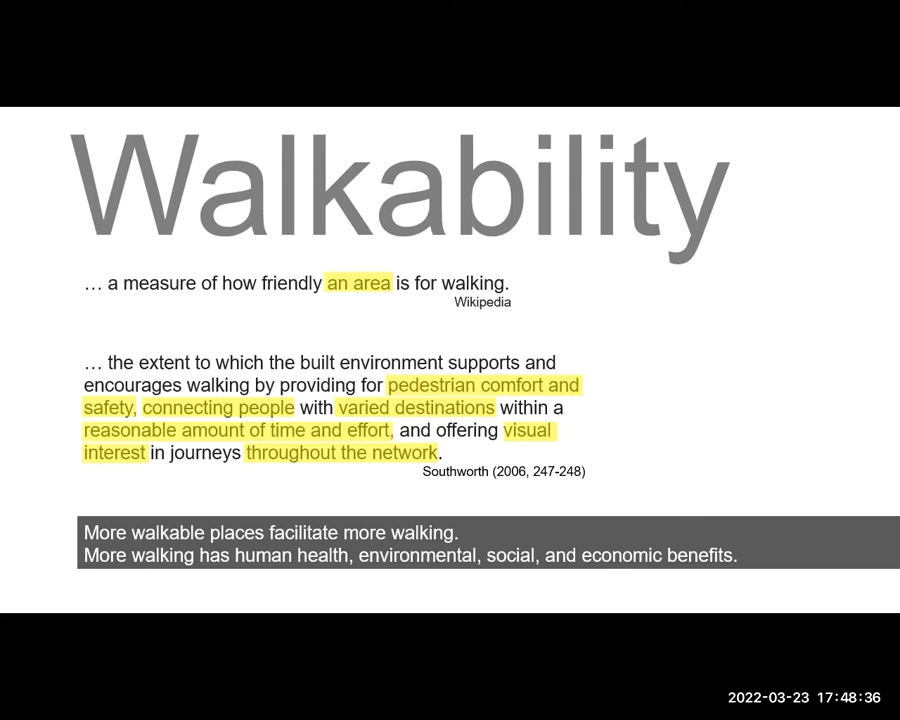 Walkability
… a measure of how friendly an area is for walking.
Wikipedia
… the extent to which the built environment supports and
encourages walking by providing for pedestrian comfort and
safety, connecting people with varied destinations within a
reasonable amount of time and effort, and offering visual
interest in journeys throughout the network.
Southworth (2006, 247-248)
More walkable places facilitate more walking.
More walking has human health, environmental, social, and economic benefits.
2022-03-23 17:48:36